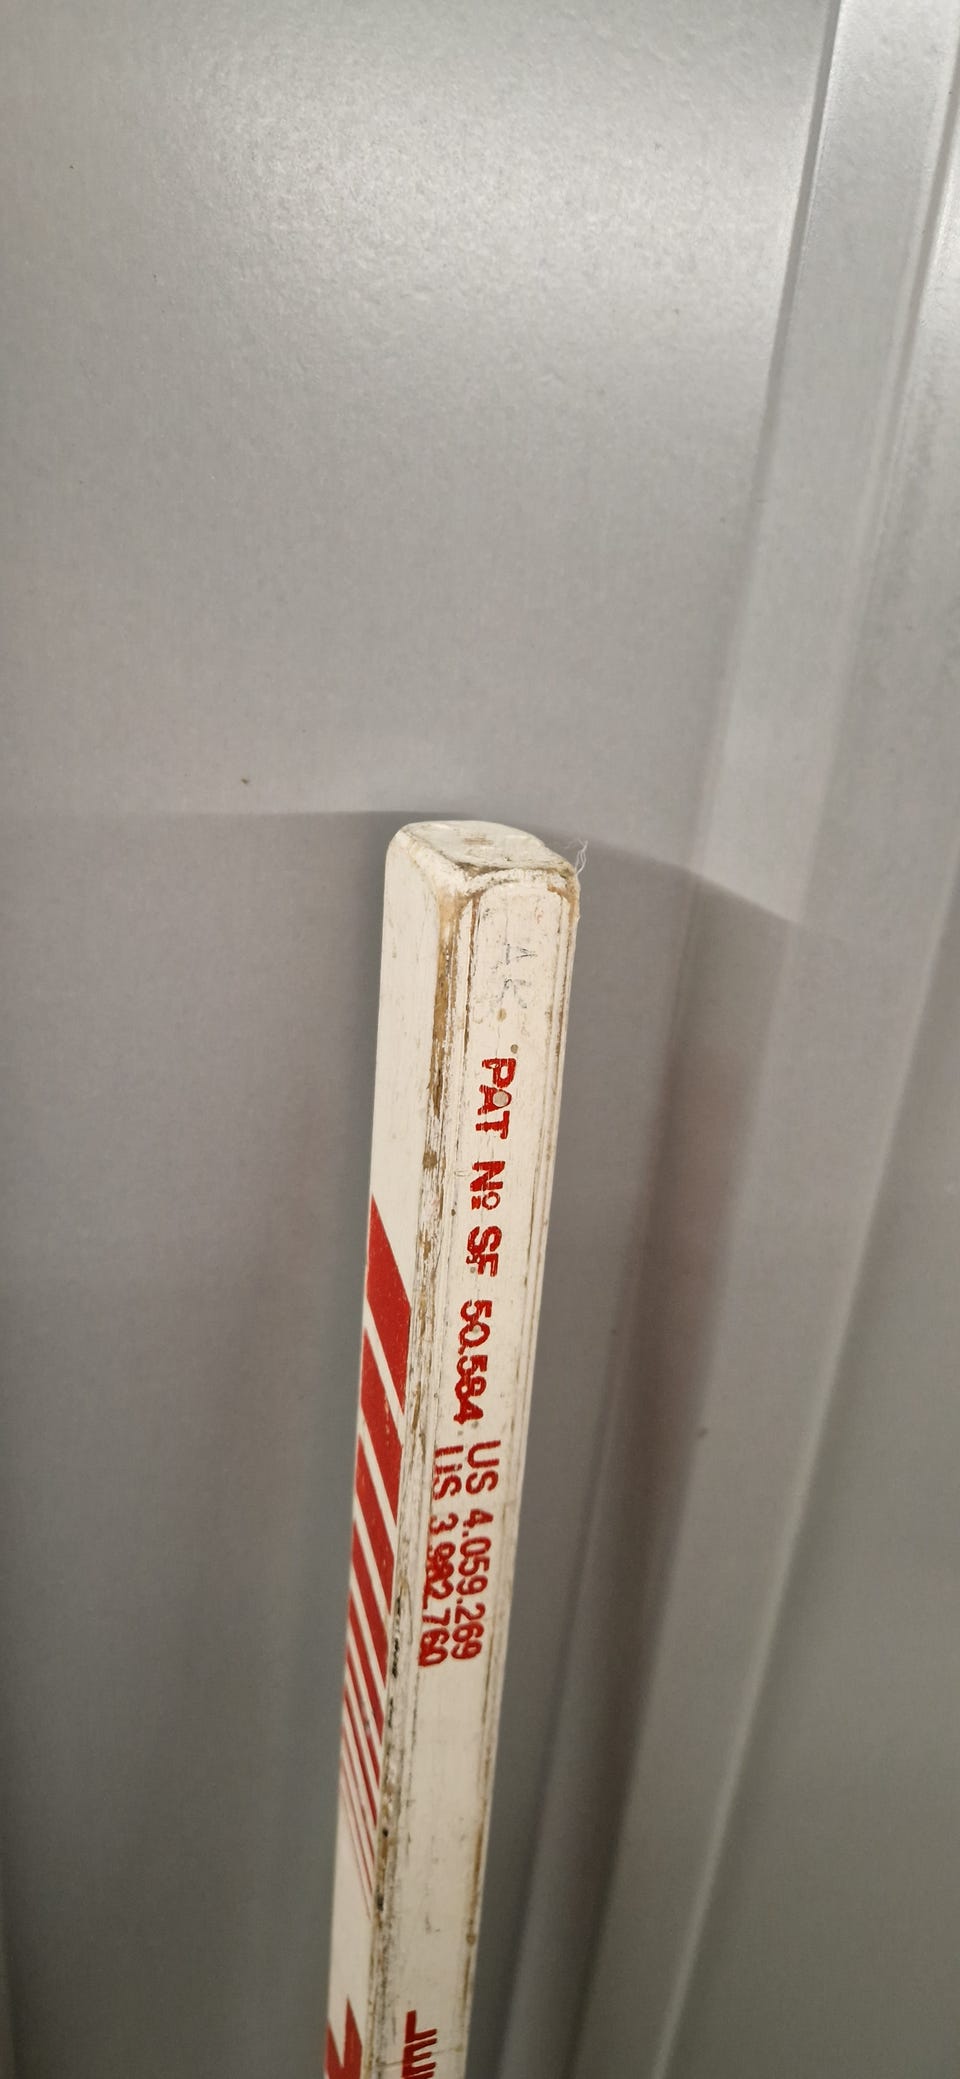 PAT Nº SF 50.584
US 4.059.269
US 3.982.760